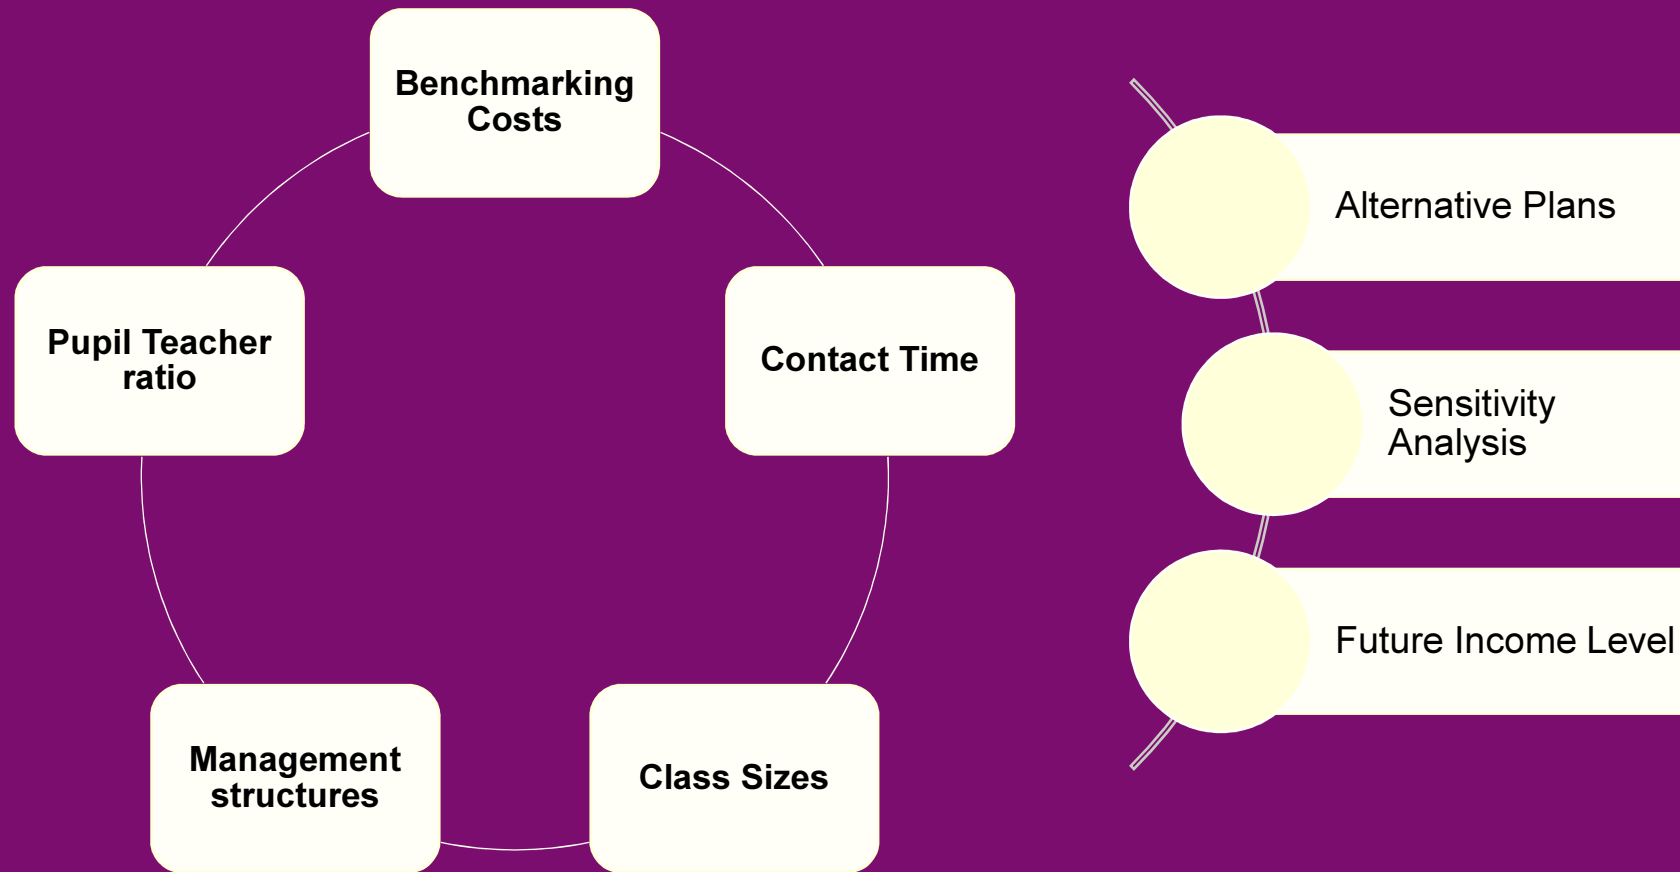 Benchmarking
Costs
Contact Time
Class Sizes
Management
structures
Pupil Teacher
ratio
Alternative Plans
Sensitivity
Analysis
Future Income Level